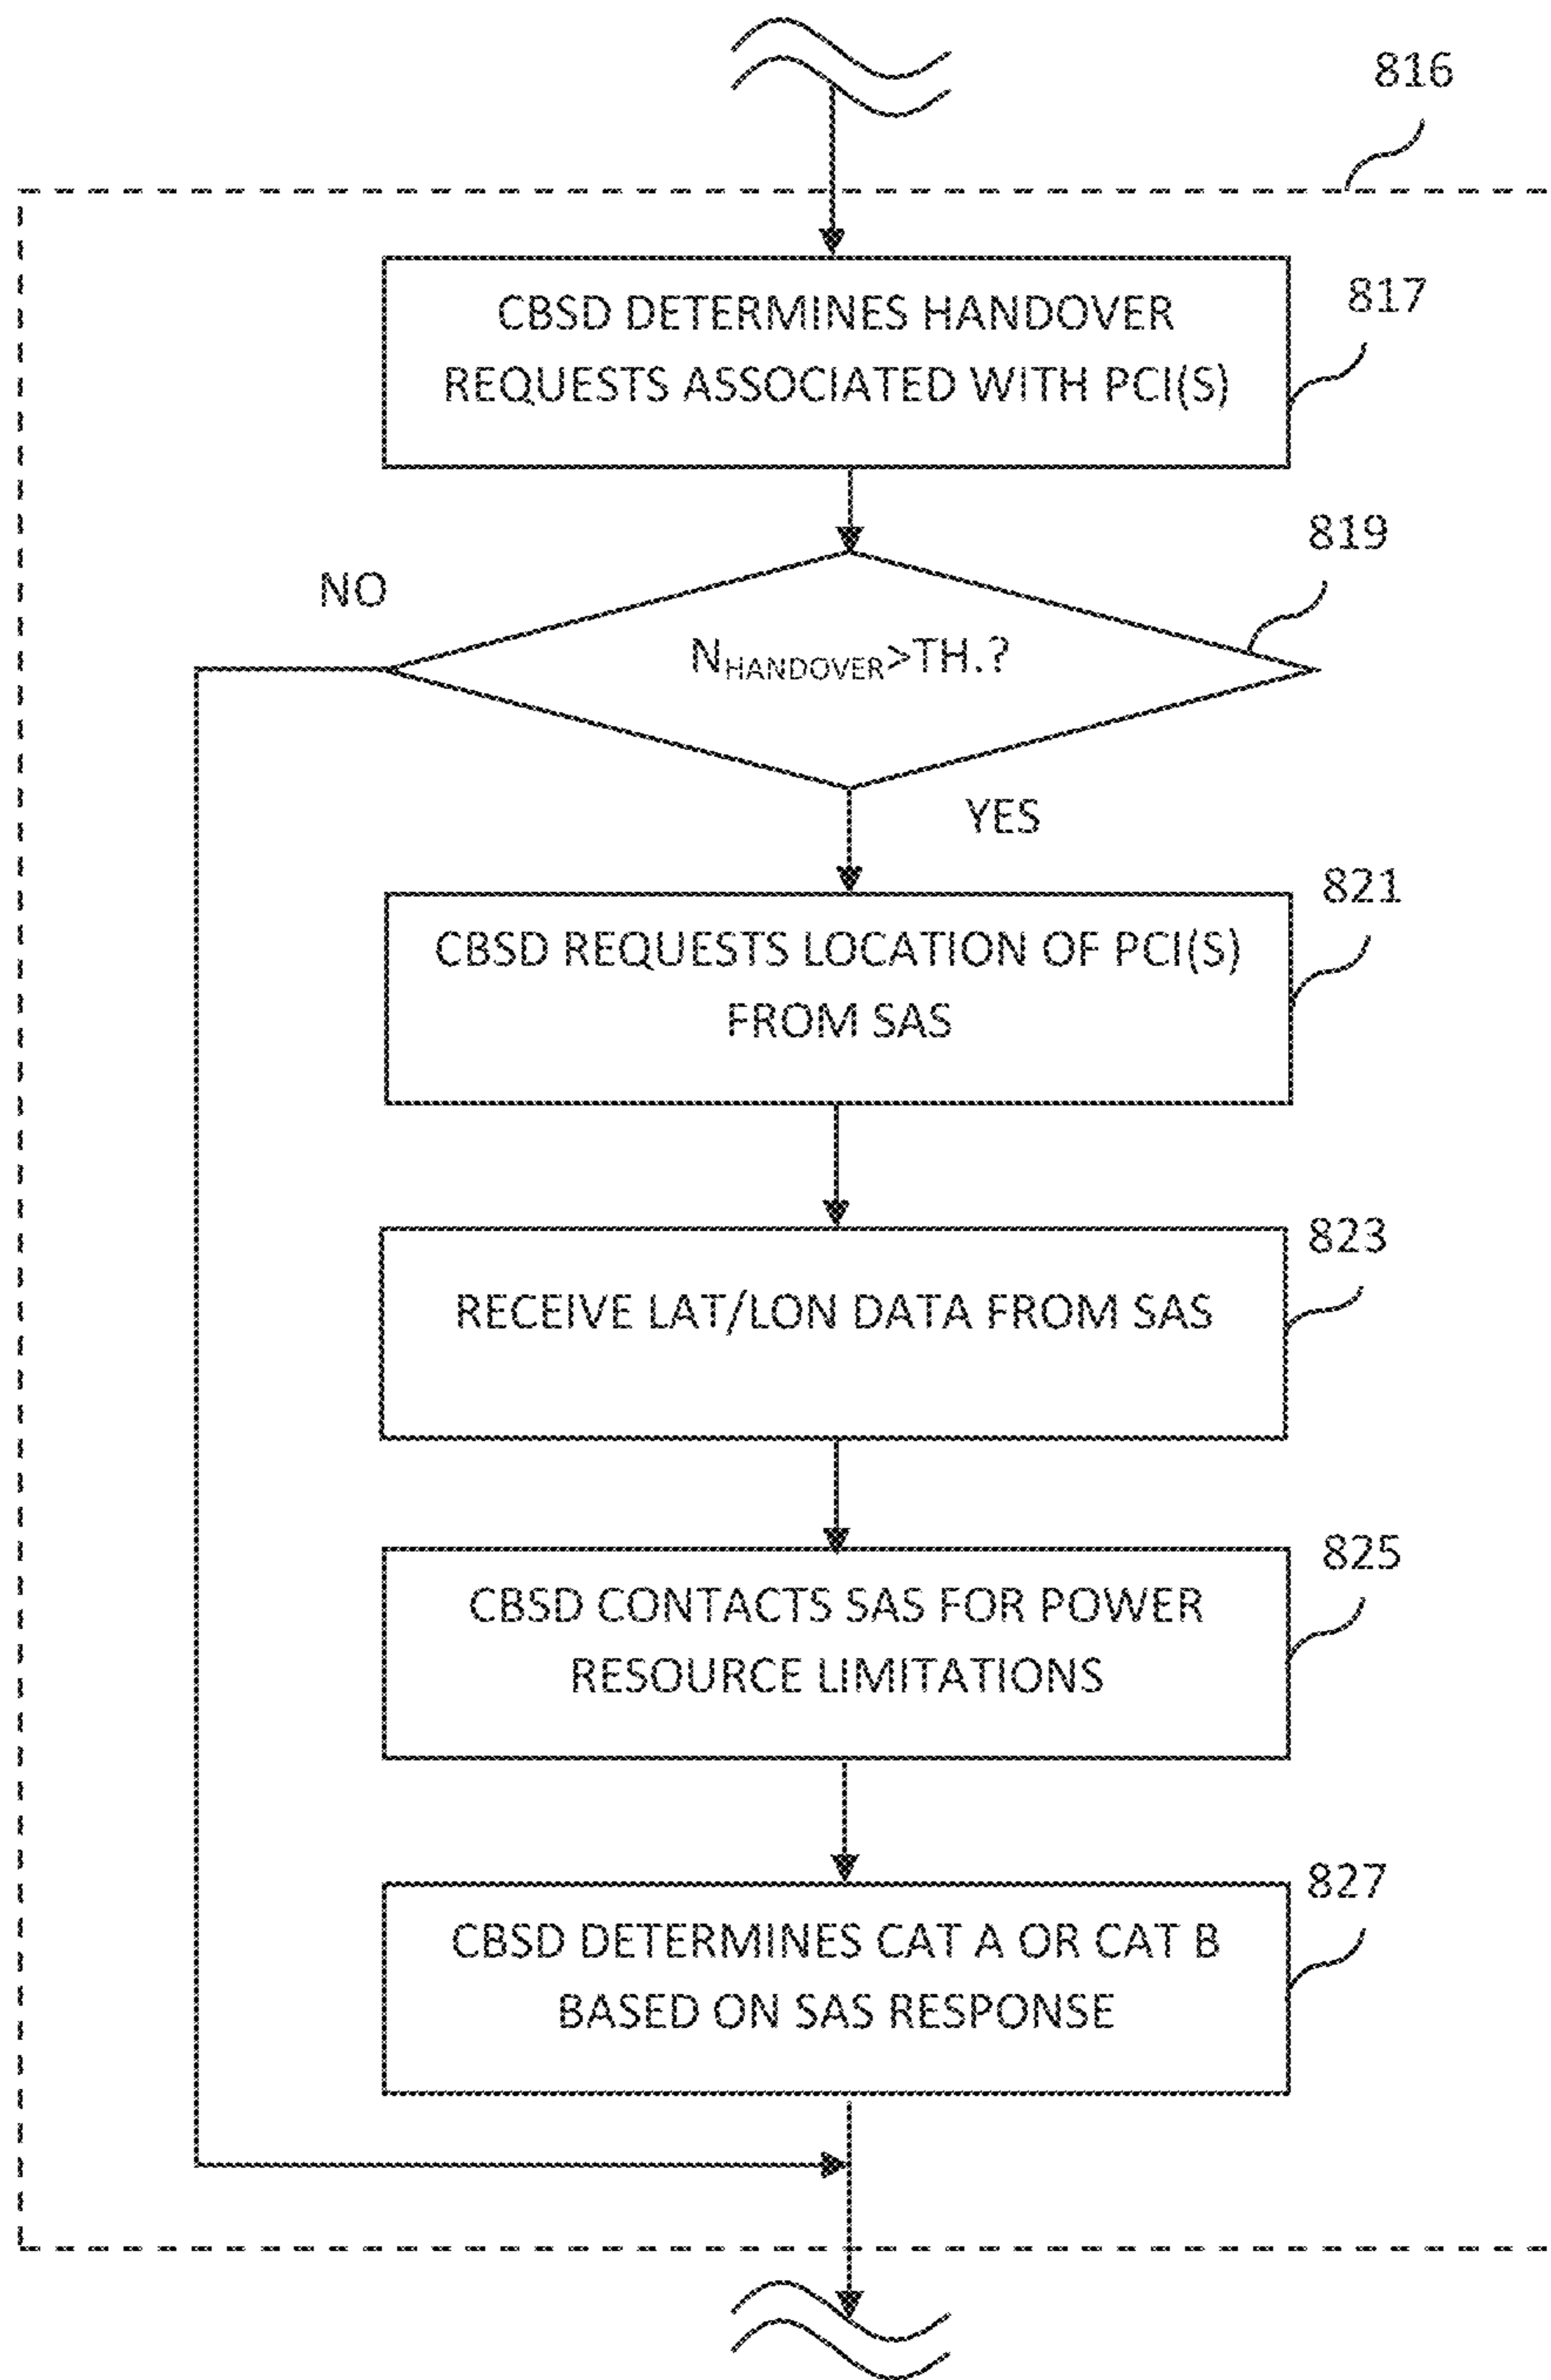 816
CBSD DETERMINES HANDOVER
REQUESTS ASSOCIATED WITH PCI(S)
817
819
NO
NHANDOVER>TH.?
YES
821
CBSD REQUESTS LOCATION OF PCI(S)
FROM SAS
823
RECEIVE LAT/LON DATA FROM SAS
825
CBSD CONTACTS SAS FOR POWER
RESOURCE LIMITATIONS
827
CBSD DETERMINES CAT A OR CAT B
BASED ON SAS RESPONSE